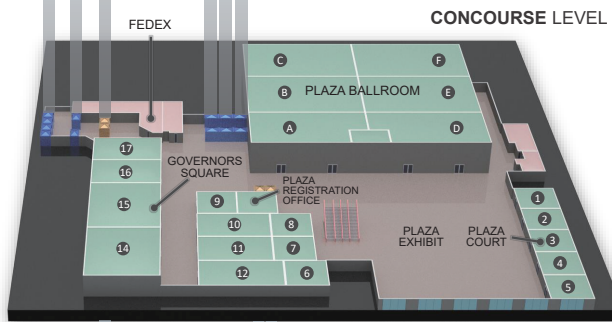 CONCOURSE LEVEL
FEDEX
C
F
B
PLAZA BALLROOM
E
A
D
17
16
GOVERNORS
SQUARE
15
14
PLAZA
REGISTRATION
OFFICE
9
10
8
11
7
12
6
PLAZA
EXHIBIT
PLAZA
COURT
1
2
3
4
5